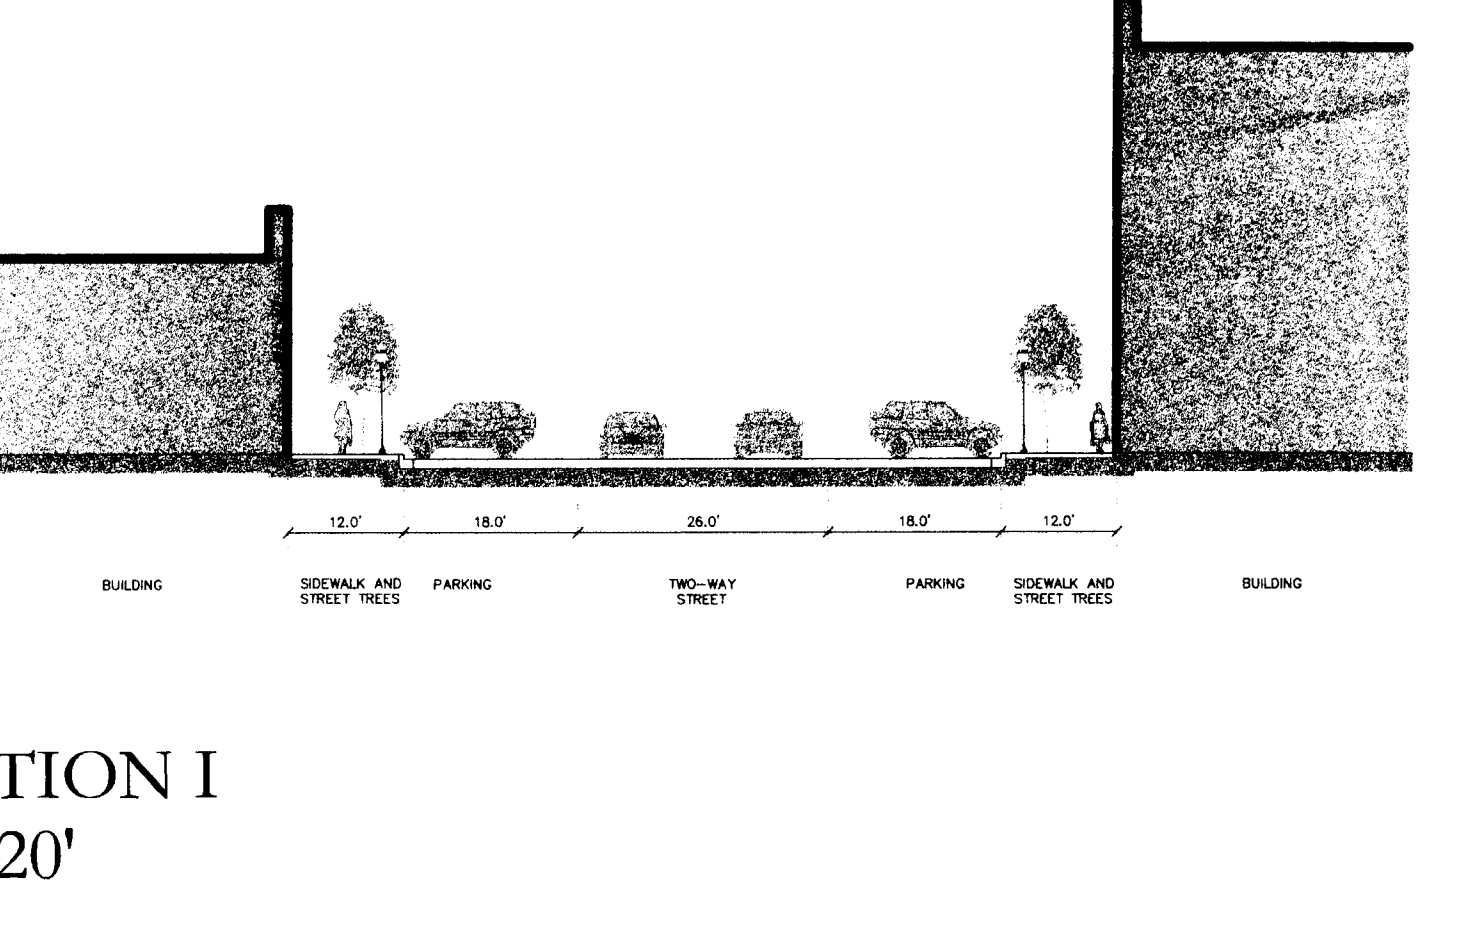 12.0' 18.0' 26.0' 18.0' 12.0'
BUILDING SIDEWALK AND PARKING TWO-WAY PARKING SIDEWALK AND BUILDING
STREET TREES STREET STREET TREES
TION I
20'